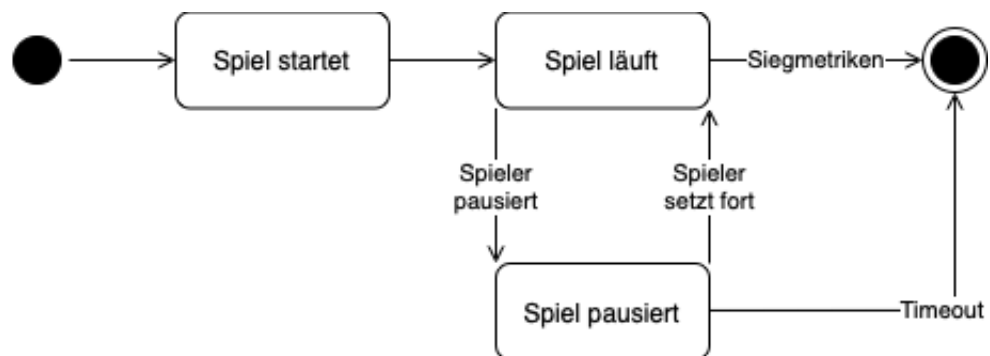 Spiel startet
Spiel läuft
Siegmetriken
Spieler
pausiert
Spieler
setzt fort
Spiel pausiert
Timeout